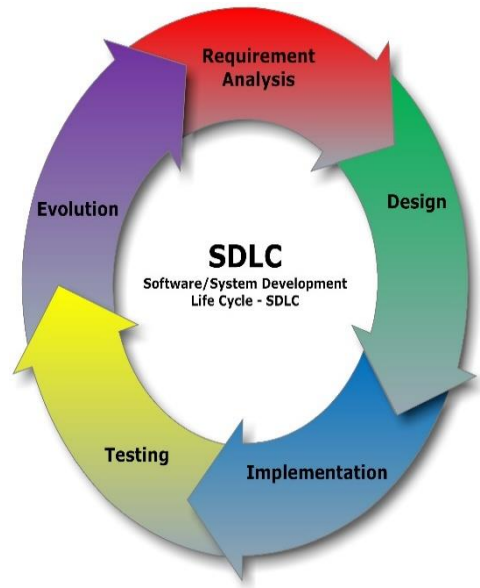 Requirement
Analysis
Design
Implementation
Testing
Evolution
SDLC
Software/System Development
Life Cycle - SDLC